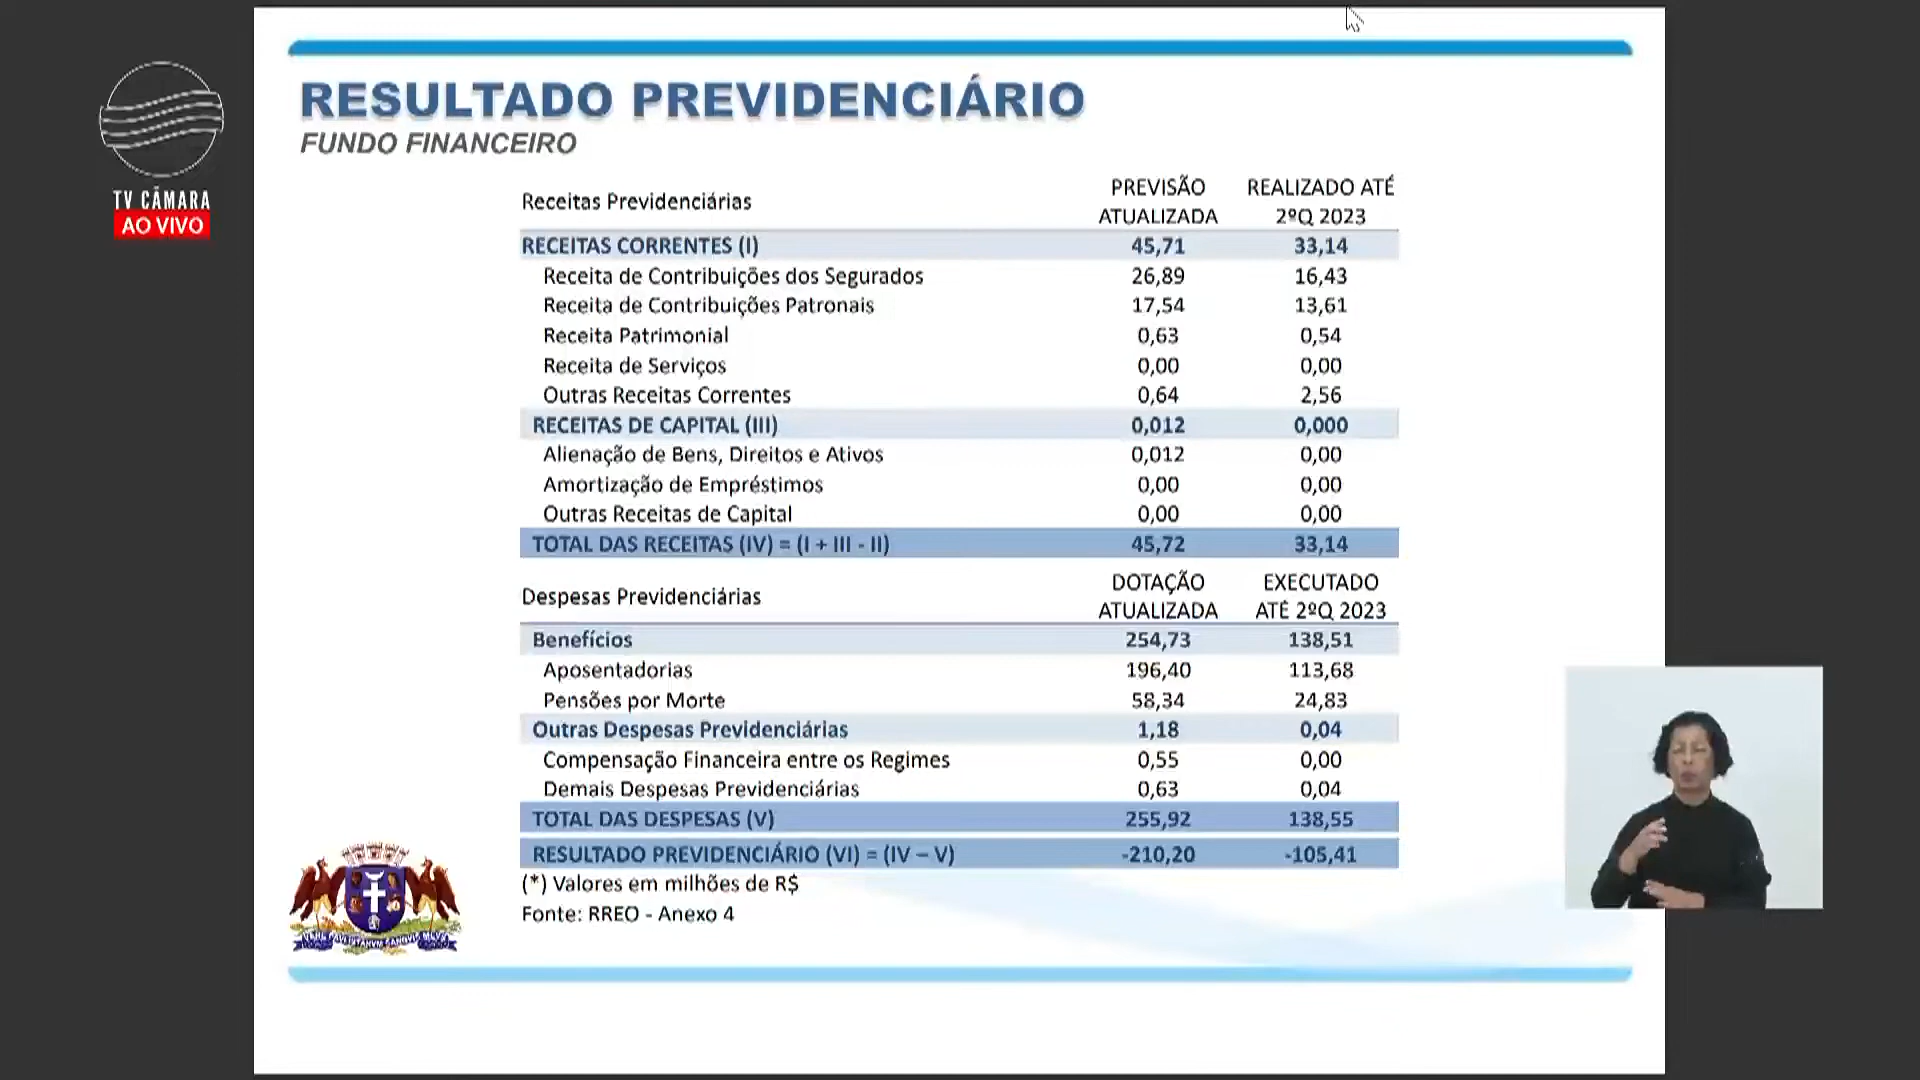 TV CÂMARA
AO VIVO
RESULTADO PREVIDENCIÁRIO
FUNDO FINANCEIRO
Receitas Previdenciárias PREVISÃO ATUALIZADA REALIZADO ATÉ 2ºQ 2023
RECEITAS CORRENTES (I) 45,71 33,14
Receita de Contribuições dos Segurados 26,89 16,43
Receita de Contribuições Patronais 17,54 13,61
Receita Patrimonial 0,63 0,54
Receita de Serviços 0,00 0,00
Outras Receitas Correntes 0,64 2,56
RECEITAS DE CAPITAL (III) 0,012 0,000
Alienação de Bens, Direitos e Ativos 0,012 0,00
Amortização de Empréstimos 0,00 0,00
Outras Receitas de Capital 0,00 0,00
TOTAL DAS RECEITAS (IV) = (I + III - II) 45,72 33,14
Despesas Previdenciárias DOTAÇÃO ATUALIZADA EXECUTADO ATÉ 2ºQ 2023
Benefícios 254,73 138,51
Aposentadorias 196,40 113,68
Pensões por Morte 58,34 24,83
Outras Despesas Previdenciárias 1,18 0,04
Compensação Financeira entre os Regimes 0,55 0,00
Demais Despesas Previdenciárias 0,63 0,04
TOTAL DAS DESPESAS (V) 255,92 138,55
RESULTADO PREVIDENCIÁRIO (VI) = (IV – V) -210,20 -105,41
(*) Valores em milhões de R$
Fonte: RREO - Anexo 4